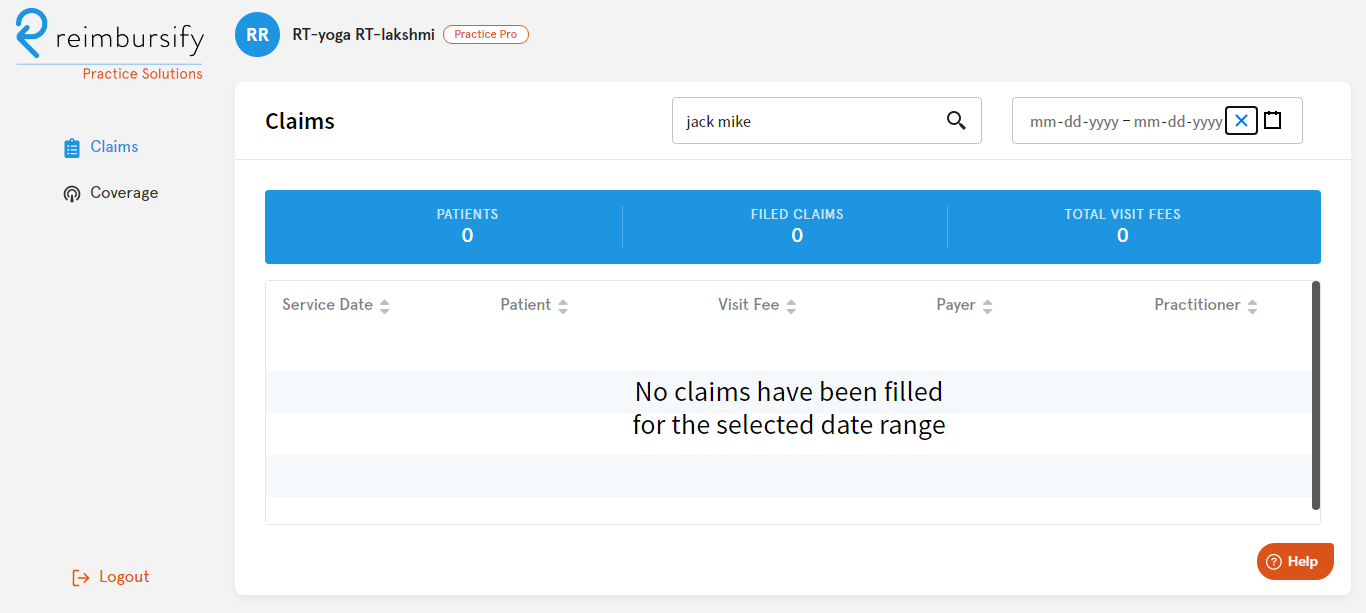 reimbursify
Practice Solutions
RR
RT-yoga RT-lakshmi
Practice Pro
Claims
Coverage
Logout
Claims
jack mike
mm-dd-yyyy – mm-dd-yyyy
PATIENTS
0
FILED CLAIMS
0
TOTAL VISIT FEES
0
Service Date Patient Visit Fee Payer Practitioner
No claims have been filled
for the selected date range
? Help